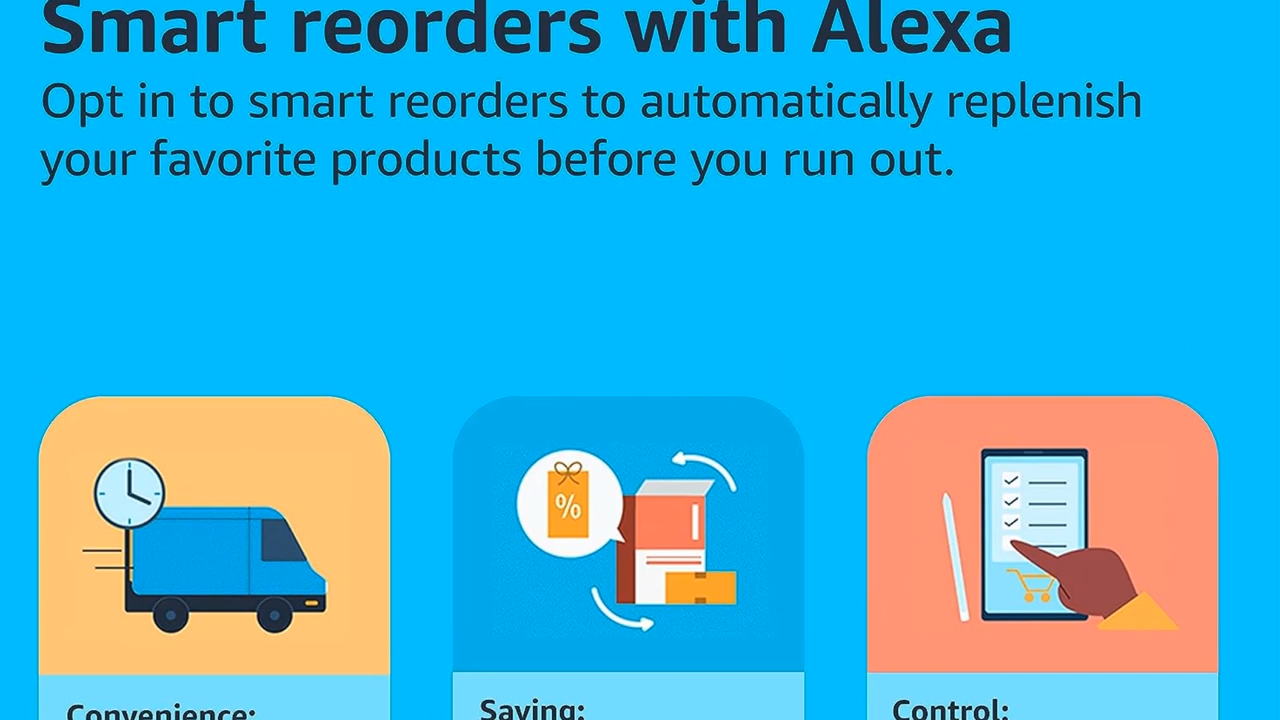 Smart reorders with Alexa
Opt in to smart reorders to automatically replenish
your favorite products before you run out.
%
Convenience:
Saving:
Control: